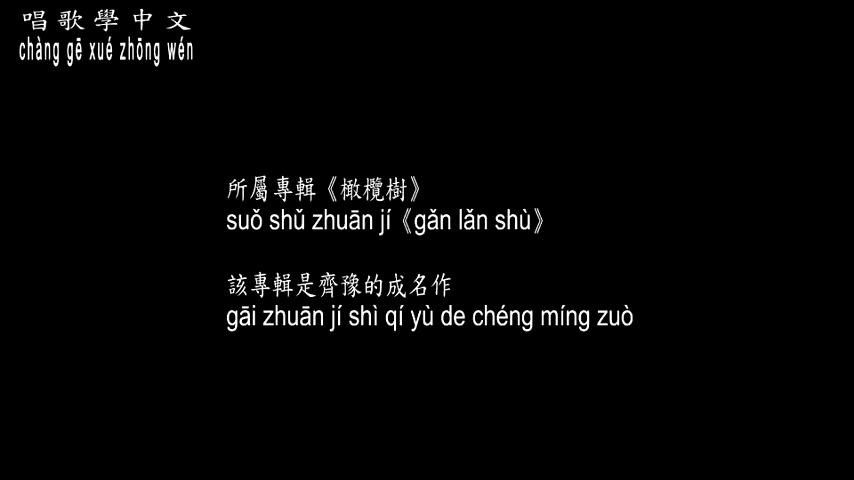 唱歌學中文
chàng gē xué zhōng wén
所屬專輯《橄欖樹》
suǒ shǔ zhuān jí《gǎn lǎn shù》
該專輯是齊豫的成名作
gāi zhuān jí shì qí yù de chéng míng zuò